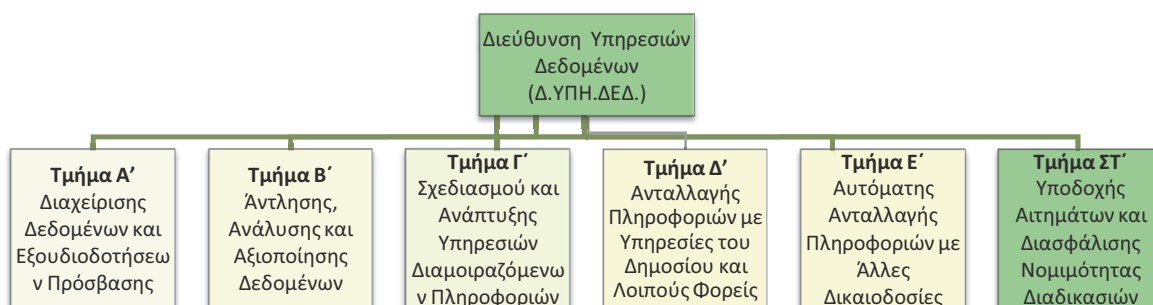 Διεύθυνση Υπηρεσιών
Δεδομένων
(Δ.ΥΠΗ.ΔΕΔ.)
Τμήμα Α’
Διαχείρισης
Δεδομένων και
Εξουδιοδοτήσεω
ν Πρόσβασης
Τμήμα Β΄
Άντλησης,
Ανάλυσης και
Αξιοποίησης
Δεδομένων
Τμήμα Γ΄
Σχεδιασμού και
Ανάπτυξης
Υπηρεσιών
Διαμοιραζόμενω
ν Πληροφοριών
Τμήμα Δ’
Ανταλλαγής
Πληροφοριών με
Υπηρεσίες του
Δημοσίου και
Λοιπούς Φορείς
Τμήμα Ε΄
Αυτόματης
Ανταλλαγής
Πληροφοριών με
Άλλες
Δικαιοδοσίες
Τμήμα ΣΤ΄
Υποδοχής
Αιτημάτων και
Διασφάλισης
Νομιμότητας
Διαδικασιών